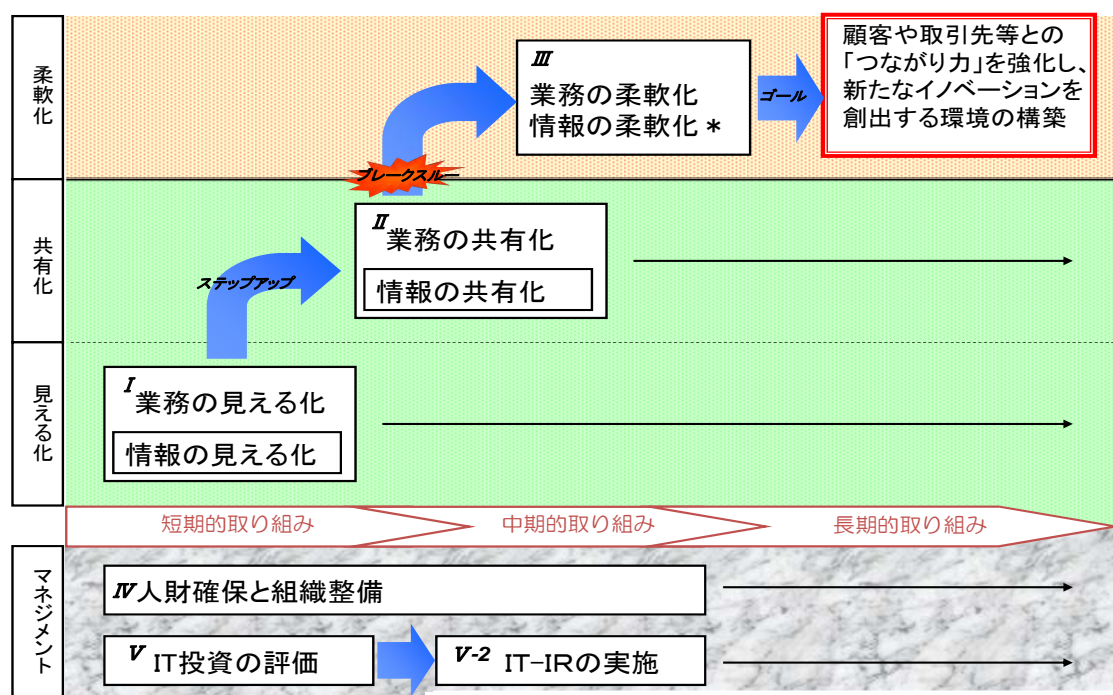 柔軟化
Ⅲ
業務の柔軟化
情報の柔軟化*
ゴール
顧客や取引先等との
「つながり力」を強化し、
新たなイノベーションを
創出する環境の構築
ブレークスルー
共有化
Ⅱ業務の共有化
情報の共有化
ステップアップ
見える化
Ⅰ業務の見える化
情報の見える化
短期的取り組み
中期的取り組み
長期的取り組み
マネジメント
Ⅳ人財確保と組織整備
Ⅴ IT投資の評価
Ⅴ-2 IT-IRの実施